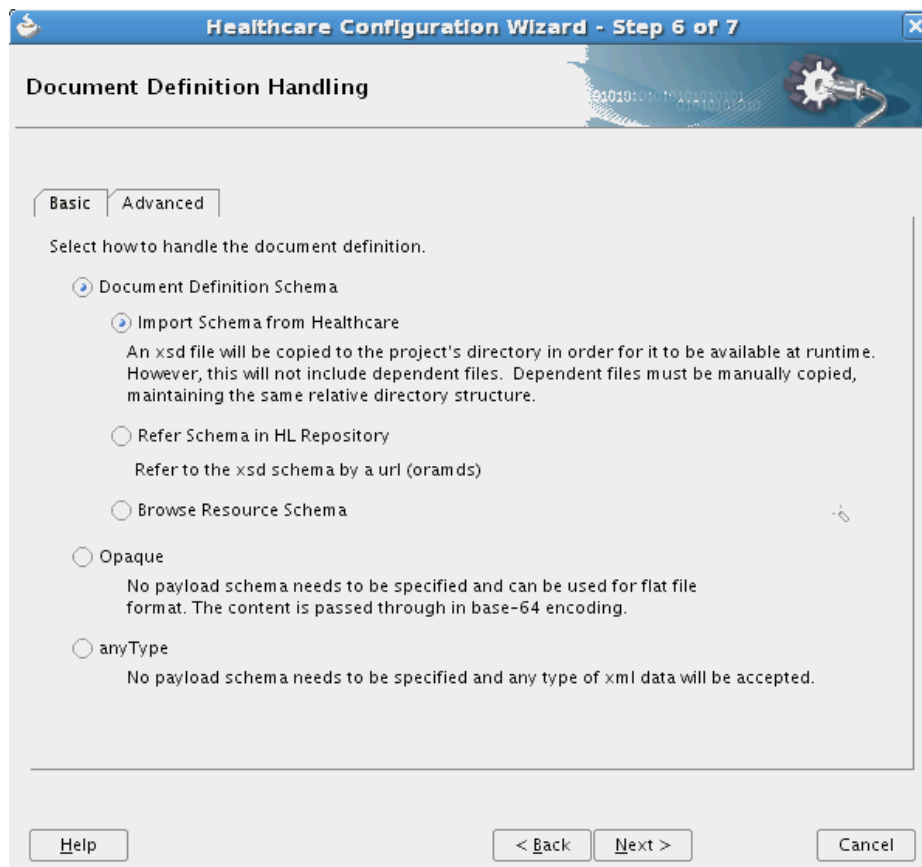 Healthcare Configuration Wizard - Step 6 of 7
Document Definition Handling
Basic
Advanced
Select how to handle the document definition.
Document Definition Schema
Import Schema from Healthcare
An xsd file will be copied to the project's directory in order for it to be available at runtime.
However, this will not include dependent files. Dependent files must be manually copied,
maintaining the same relative directory structure.
Refer Schema in HL Repository
Refer to the xsd schema by a url (oramds)
Browse Resource Schema
Opaque
No payload schema needs to be specified and can be used for flat file
format. The content is passed through in base-64 encoding.
anyType
No payload schema needs to be specified and any type of xml data will be accepted.
Help
< Back
Next >
Cancel